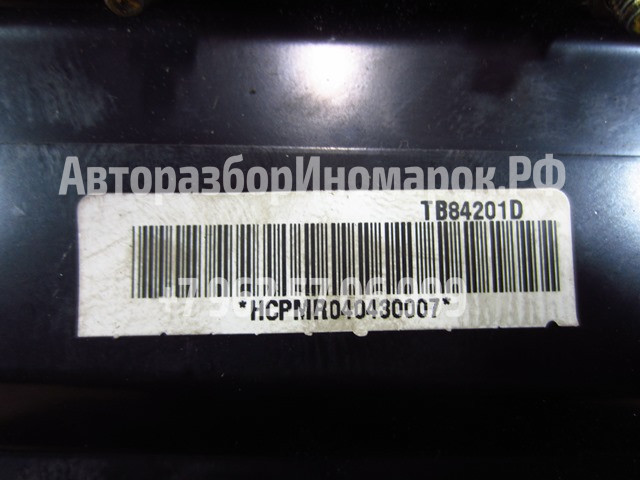 АвторазборИномарок.РФ
TB84201D
*HCPMR040430007*